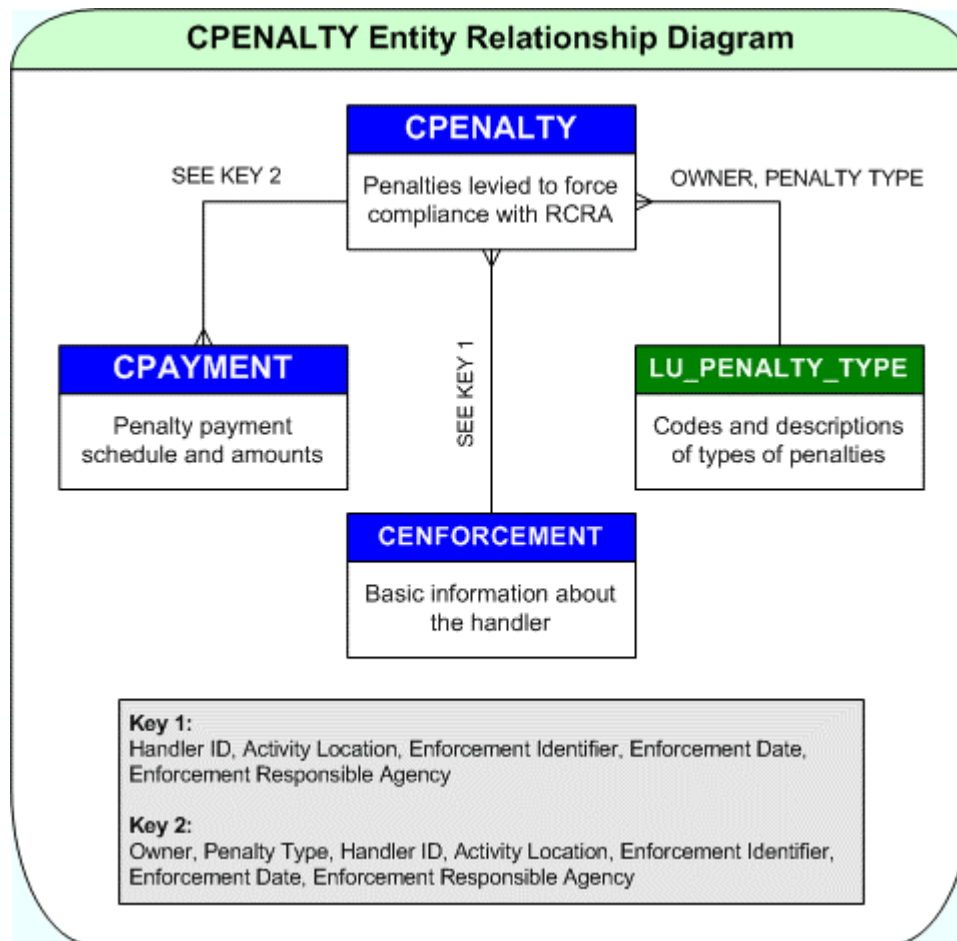 CPENALTY Entity Relationship Diagram
CPENALTY
Penalties levied to force
compliance with RCRA
SEE KEY 2
OWNER, PENALTY TYPE
SEE KEY 1
CPAYMENT
Penalty payment
schedule and amounts
LU_PENALTY_TYPE
Codes and descriptions
of types of penalties
CENFORCEMENT
Basic information about
the handler
Key 1:
Handler ID, Activity Location, Enforcement Identifier, Enforcement Date,
Enforcement Responsible Agency
Key 2:
Owner, Penalty Type, Handler ID, Activity Location, Enforcement Identifier,
Enforcement Date, Enforcement Responsible Agency